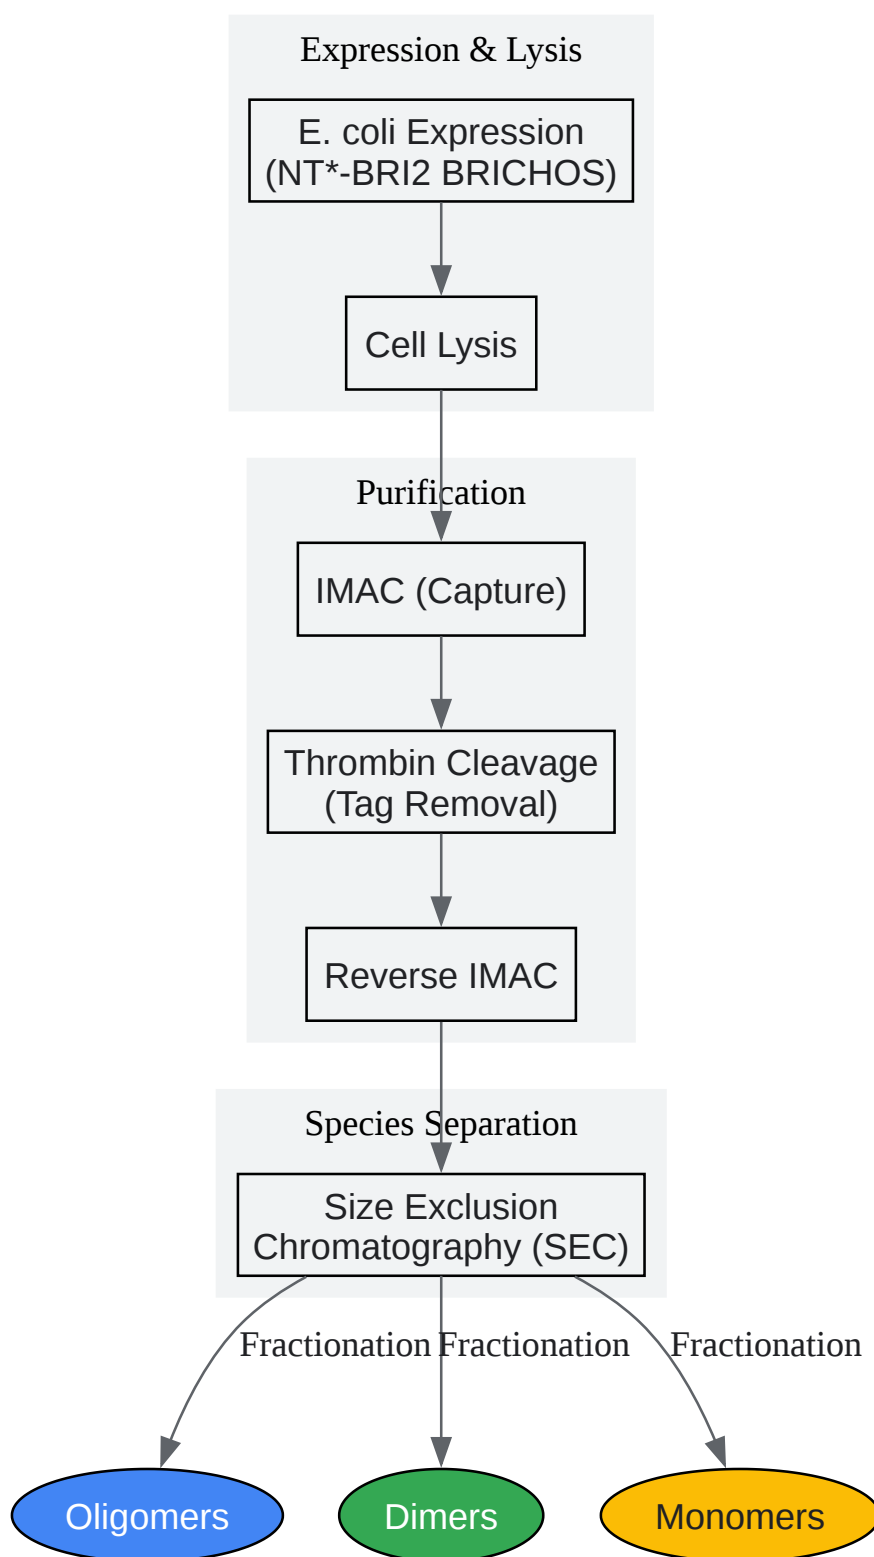 Expression & Lysis
E. coli Expression
(NT*-BRI2 BRICHOS)
Cell Lysis
Purification
IMAC (Capture)
Thrombin Cleavage
(Tag Removal)
Reverse IMAC
Species Separation
Size Exclusion
Chromatography (SEC)
Fractionation
Fractionation
Fractionation
Oligomers
Dimers
Monomers